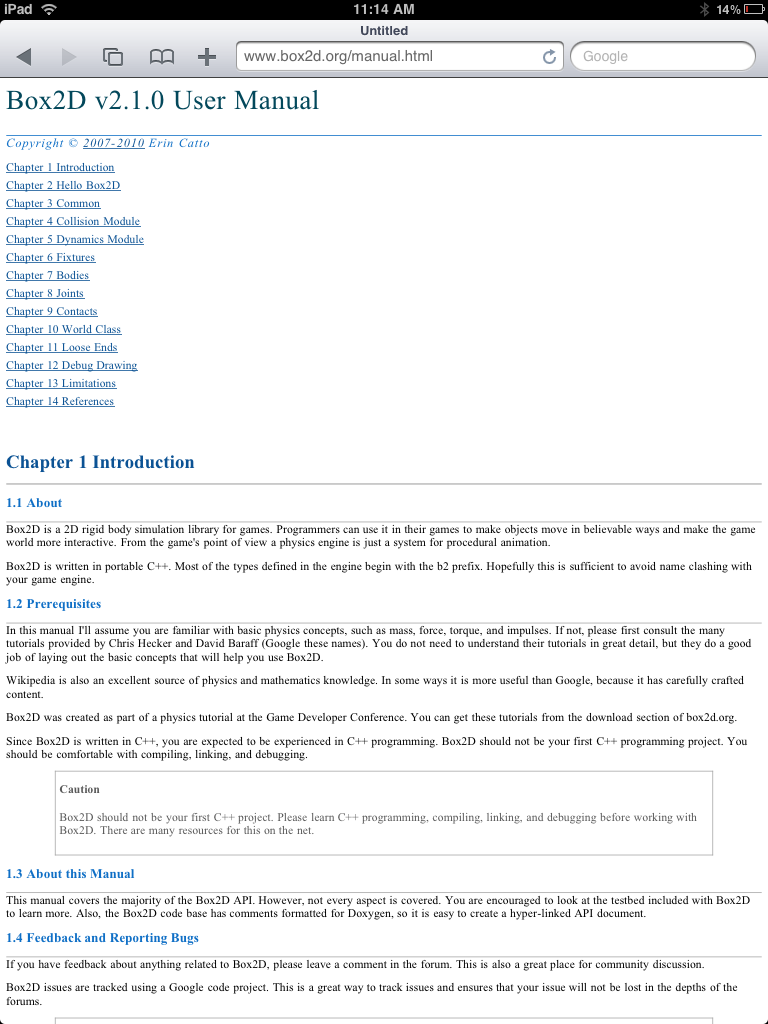 iPad 11:14 AM 14%
Untitled
www.box2d.org/manual.html Google
Box2D v2.1.0 User Manual
Copyright © 2007-2010 Erin Catto
Chapter 1 Introduction
Chapter 2 Hello Box2D
Chapter 3 Common
Chapter 4 Collision Module
Chapter 5 Dynamics Module
Chapter 6 Fixtures
Chapter 7 Bodies
Chapter 8 Joints
Chapter 9 Contacts
Chapter 10 World Class
Chapter 11 Loose Ends
Chapter 12 Debug Drawing
Chapter 13 Limitations
Chapter 14 References
Chapter 1 Introduction
1.1 About
Box2D is a 2D rigid body simulation library for games. Programmers can use it in their games to make objects move in believable ways and make the game
world more interactive. From the game's point of view a physics engine is just a system for procedural animation.
Box2D is written in portable C++. Most of the types defined in the engine begin with the b2 prefix. Hopefully this is sufficient to avoid name clashing with
your game engine.
1.2 Prerequisites
In this manual I'll assume you are familiar with basic physics concepts, such as mass, force, torque, and impulses. If not, please first consult the many
tutorials provided by Chris Hecker and David Baraff (Google these names). You do not need to understand their tutorials in great detail, but they do a good
job of laying out the basic concepts that will help you use Box2D.
Wikipedia is also an excellent source of physics and mathematics knowledge. In some ways it is more useful than Google, because it has carefully crafted
content.
Box2D was created as part of a physics tutorial at the Game Developer Conference. You can get these tutorials from the download section of box2d.org.
Since Box2D is written in C++, you are expected to be experienced in C++ programming. Box2D should not be your first C++ programming project. You
should be comfortable with compiling, linking, and debugging.
Caution
Box2D should not be your first C++ project. Please learn C++ programming, compiling, linking, and debugging before working with
Box2D. There are many resources for this on the net.
1.3 About this Manual
This manual covers the majority of the Box2D API. However, not every aspect is covered. You are encouraged to look at the testbed included with Box2D
to learn more. Also, the Box2D code base has comments formatted for Doxygen, so it is easy to create a hyper-linked API document.
1.4 Feedback and Reporting Bugs
If you have feedback about anything related to Box2D, please leave a comment in the forum. This is also a great place for community discussion.
Box2D issues are tracked using a Google code project. This is a great way to track issues and ensures that your issue will not be lost in the depths of the
forums.